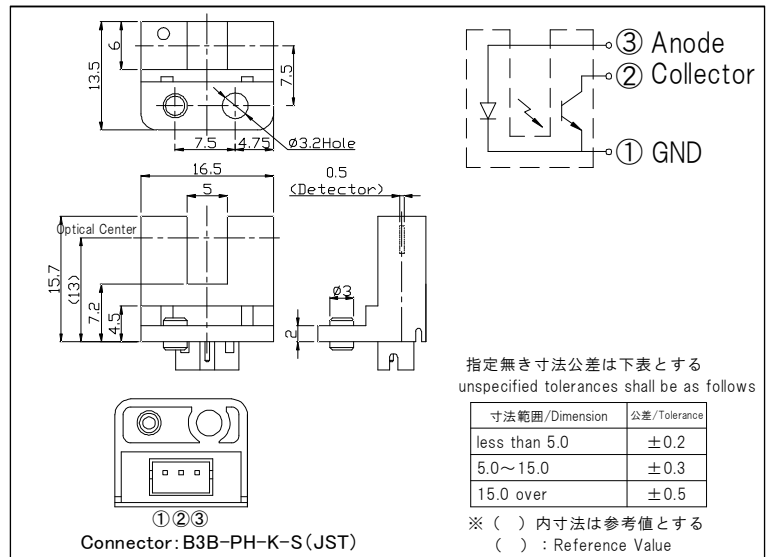 6
13.5
7.5
7.5
4.75
ø3.2Hole
③ Anode
② Collector
① GND
16.5
5
0.5
(Detector)
Optical Center
15.7
(13)
7.2
4.5
ø3
2
①②③
Connector:B3B-PH-K-S(JST)
指定無き寸法公差は下表とする
unspecified tolerances shall be as follows
寸法範囲/Dimension 公差/Tolerance
less than 5.0 ±0.2
5.0～15.0 ±0.3
15.0 over ±0.5
※（ ）内寸法は参考値とする
( ) : Reference Value